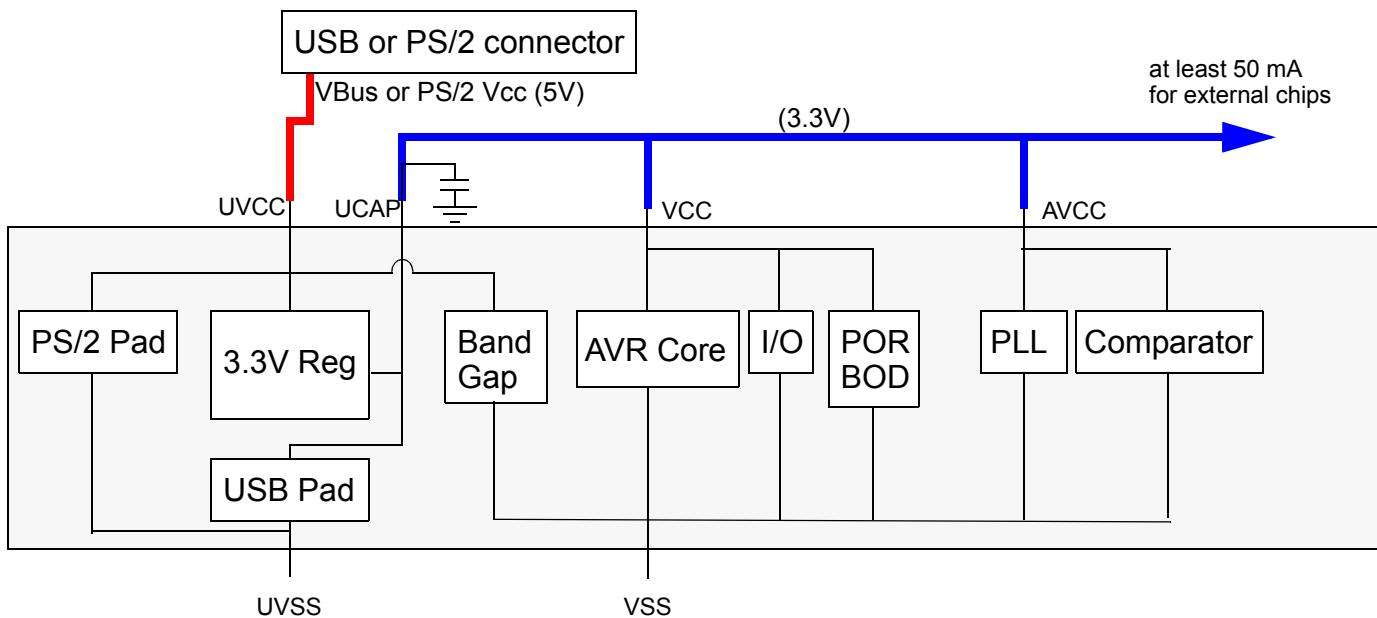 USB or PS/2 connector
VBus or PS/2 Vcc (5V)
at least 50 mA
for external chips
(3.3V)
UVCC
UCAP
VCC
AVCC
PS/2 Pad
3.3V Reg
Band
Gap
AVR Core
I/O
POR
BOD
PLL
Comparator
USB Pad
UVSS
VSS